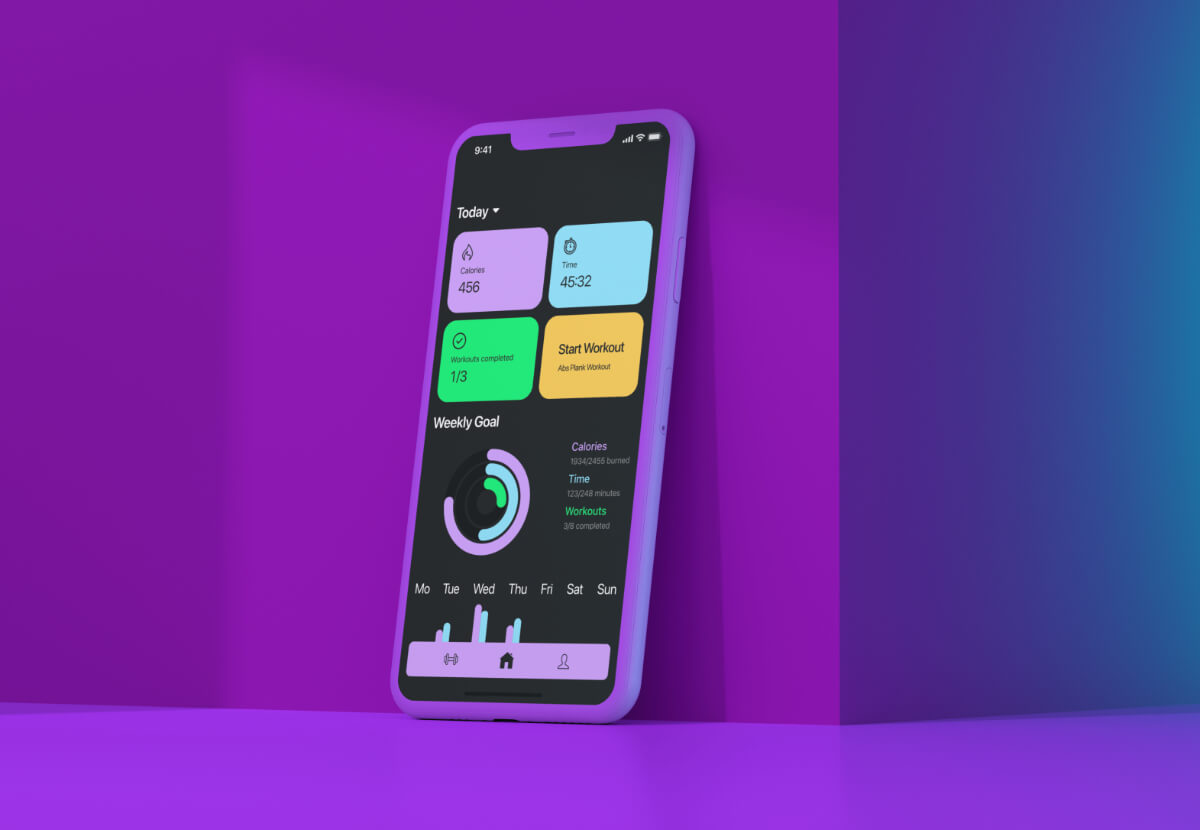 9:41
Today
Calories
456
Time
45:32
Workouts completed
1/3
Start Workout
Abs Plank Workout
Weekly Goal
Calories
1934/2455 burned
Time
123/248 minutes
Workouts
3/8 completed
Mo Tue Wed Thu Fri Sat Sun